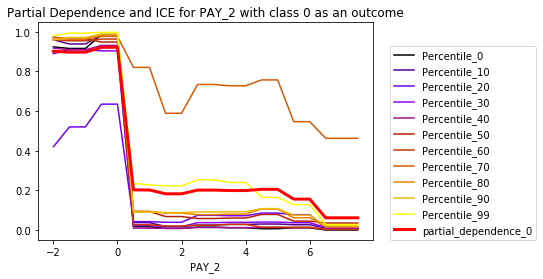 Partial Dependence and ICE for PAY_2 with class 0 as an outcome
1.0
0.8
0.6
0.4
0.2
0.0
−2
0
2
4
6
PAY_2
Percentile_0
Percentile_10
Percentile_20
Percentile_30
Percentile_40
Percentile_50
Percentile_60
Percentile_70
Percentile_80
Percentile_90
Percentile_99
partial_dependence_0